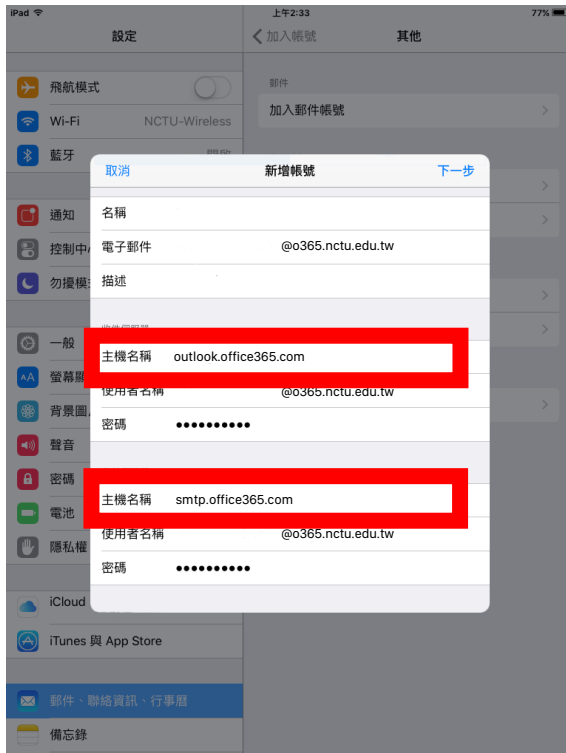 iPad 上午2:33 77%
設定
加入帳號 其他
飛航模式
Wi-Fi NCTU-Wireless
藍牙
通知
控制中
勿擾模
一般
螢幕顯
背景圖
聲音
密碼
電池
隱私權
iCloud
iTunes 與 App Store
郵件、聯絡資訊、行事曆
備忘錄
郵件
加入郵件帳號
取消 新增帳號 下一步
名稱
電子郵件 @o365.nctu.edu.tw
描述
主機名稱 outlook.office365.com
使用者名稱 @o365.nctu.edu.tw
密碼 ●●●●●●●●●●
主機名稱 smtp.office365.com
使用者名稱 @o365.nctu.edu.tw
密碼 ●●●●●●●●●●